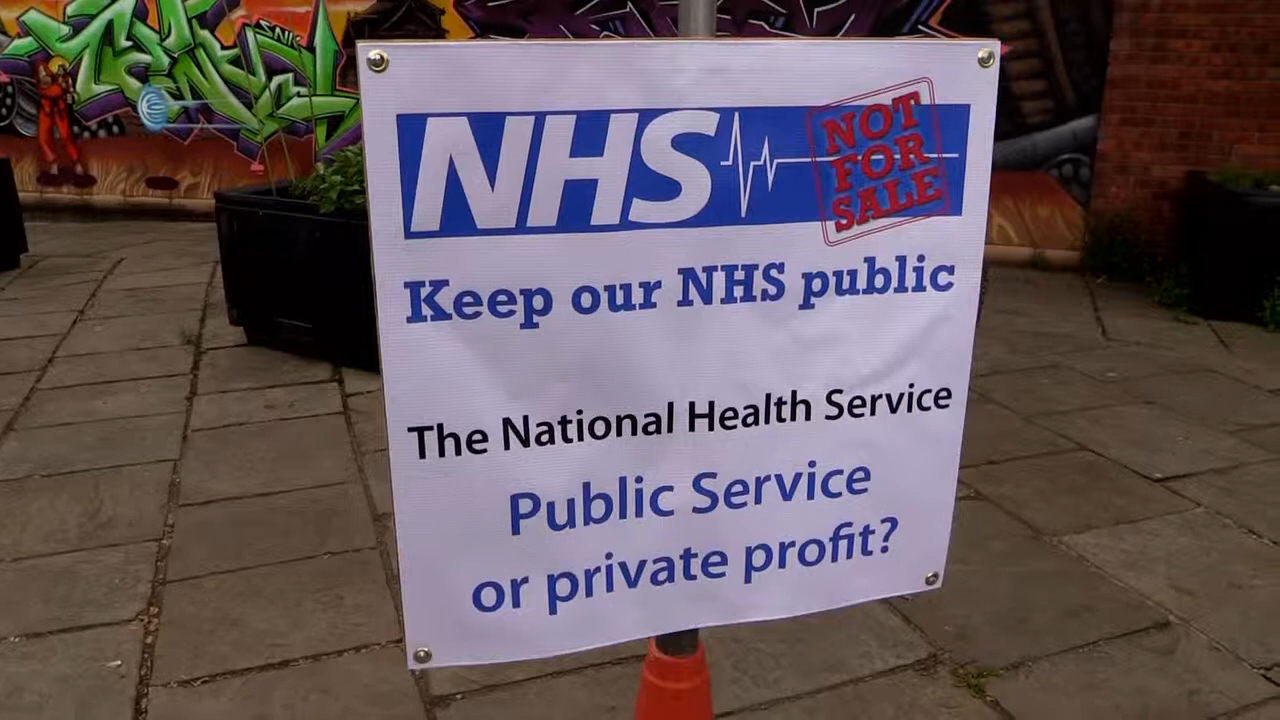 NHS
NOT
FOR
SALE
Keep our NHS public
The National Health Service
Public Service
or private profit?